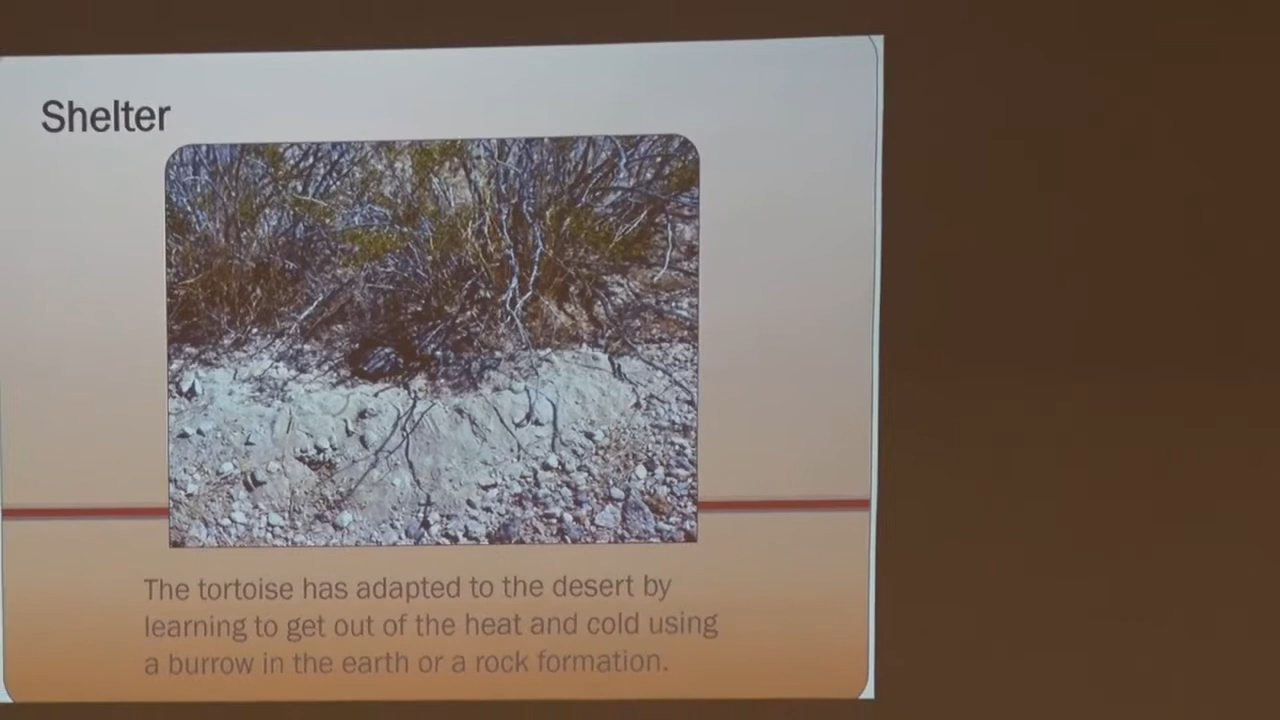 Shelter
The tortoise has adapted to the desert by
learning to get out of the heat and cold using
a burrow in the earth or a rock formation.